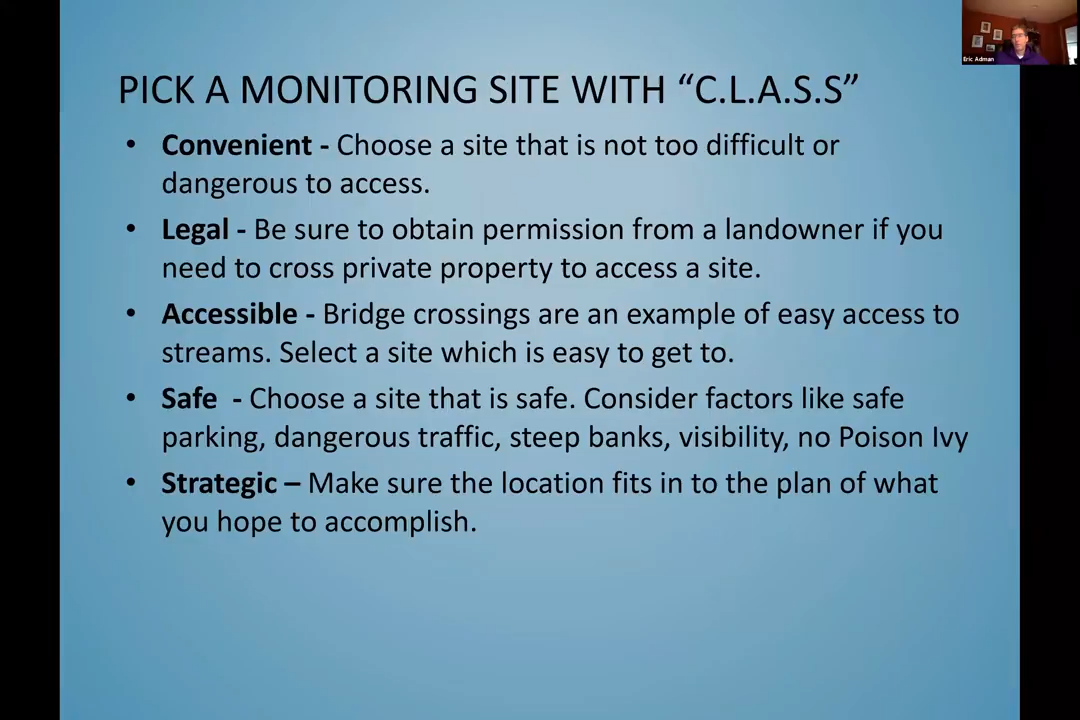 Eric Adman
PICK A MONITORING SITE WITH “C.L.A.S.S”
• Convenient - Choose a site that is not too difficult or
dangerous to access.
• Legal - Be sure to obtain permission from a landowner if you
need to cross private property to access a site.
• Accessible - Bridge crossings are an example of easy access to
streams. Select a site which is easy to get to.
• Safe - Choose a site that is safe. Consider factors like safe
parking, dangerous traffic, steep banks, visibility, no Poison Ivy
• Strategic – Make sure the location fits in to the plan of what
you hope to accomplish.